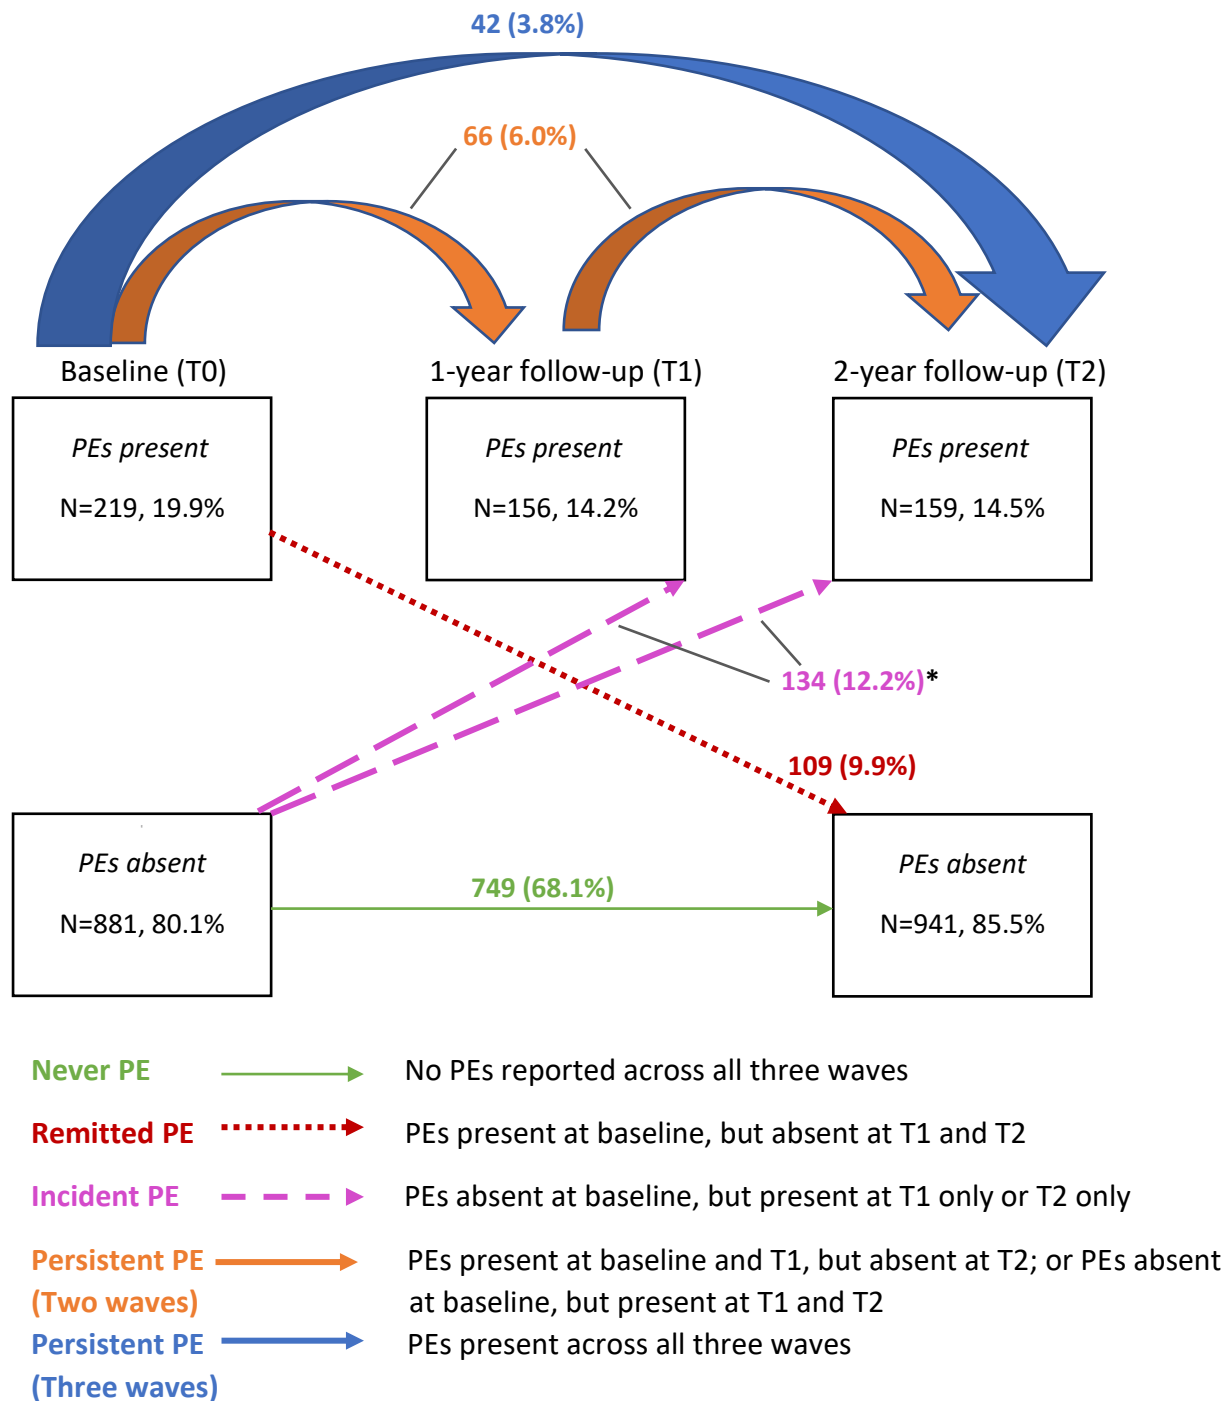 42 (3.8%)
66 (6.0%)
Baseline (T0)
1-year follow-up (T1)
2-year follow-up (T2)
PEs present
N=219, 19.9%
PEs present
N=156, 14.2%
PEs present
N=159, 14.5%
134 (12.2%)*
109 (9.9%)
PEs absent
N=881, 80.1%
749 (68.1%)
PEs absent
N=941, 85.5%
Never PE
No PEs reported across all three waves
Remitted PE
PEs present at baseline, but absent at T1 and T2
Incident PE
PEs absent at baseline, but present at T1 only or T2 only
Persistent PE
(Two waves)
PEs present at baseline and T1, but absent at T2; or PEs absent
at baseline, but present at T1 and T2
Persistent PE
(Three waves)
PEs present across all three waves